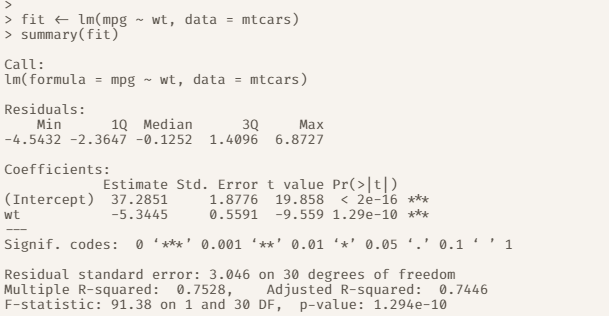 >
> fit <- lm(mpg ~ wt, data = mtcars)
> summary(fit)

Call:
lm(formula = mpg ~ wt, data = mtcars)

Residuals:
    Min      1Q  Median      3Q     Max
-4.5432 -2.3647 -0.1252  1.4096  6.8727

Coefficients:
            Estimate Std. Error t value Pr(>|t|)
(Intercept)  37.2851     1.8776  19.858  < 2e-16 ***
wt           -5.3445     0.5591  -9.559 1.29e-10 ***
---
Signif. codes:  0 ‘***’ 0.001 ‘**’ 0.01 ‘*’ 0.05 ‘.’ 0.1 ‘ ’ 1

Residual standard error: 3.046 on 30 degrees of freedom
Multiple R-squared:  0.7528,    Adjusted R-squared:  0.7446
F-statistic: 91.38 on 1 and 30 DF,  p-value: 1.294e-10